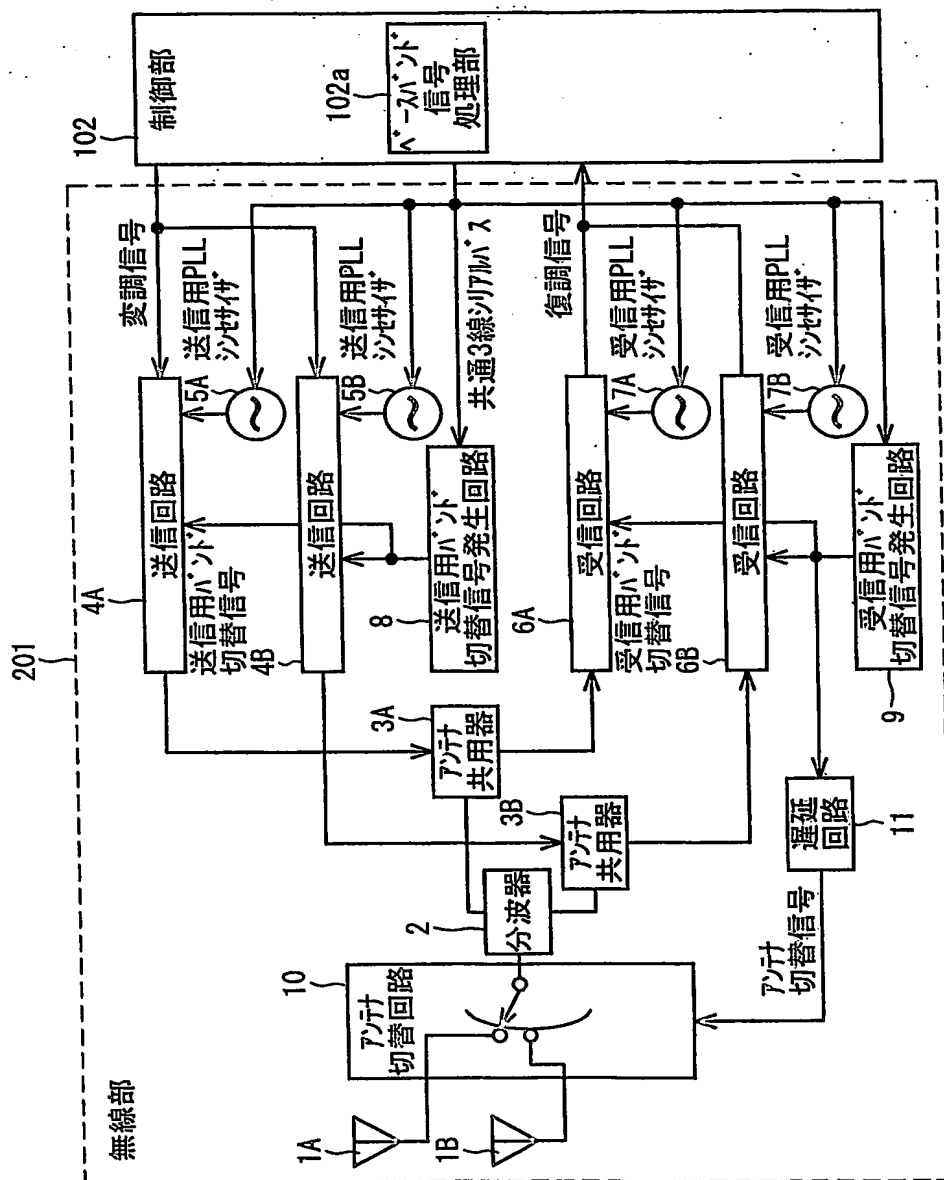 無線部
201
102
制御部
102a
ベースバンド
信号
処理部
変調信号
4A
送信回路
送信用PLL
シンセサイザ
5A
送信用バンド
切替信号
4B
送信回路
送信用PLL
シンセサイザ
5B
8
送信用バンド
切替信号発生回路
共通3線シリアルバス
3A
アンテナ
共用器
3B
アンテナ
共用器
2
分波器
10
アンテナ
切替回路
1A
1B
復調信号
6A
受信回路
受信用PLL
シンセサイザ
7A
受信用バンド
切替信号
6B
受信回路
受信用PLL
シンセサイザ
7B
9
受信用バンド
切替信号発生回路
11
遅延
回路
アンテナ
切替信号